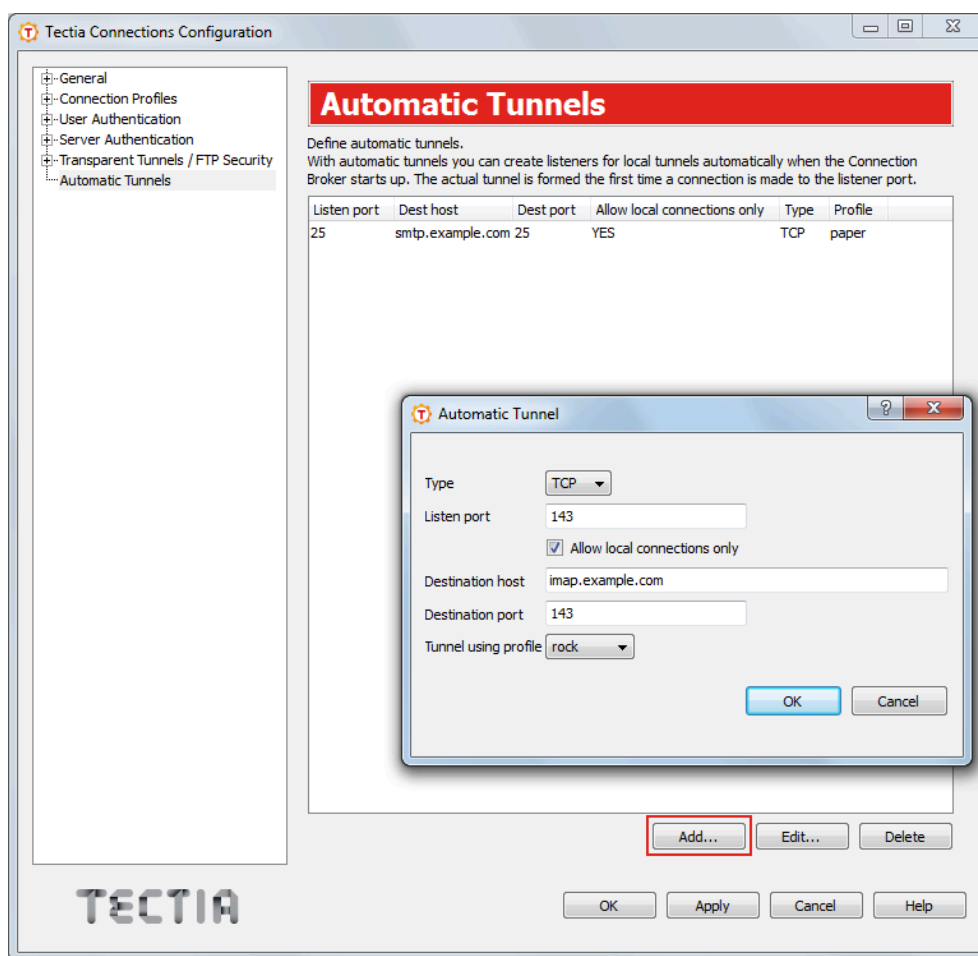 Tectia Connections Configuration
General
Connection Profiles
User Authentication
Server Authentication
Transparent Tunnels / FTP Security
Automatic Tunnels
Automatic Tunnels
Define automatic tunnels.
With automatic tunnels you can create listeners for local tunnels automatically when the Connection
Broker starts up. The actual tunnel is formed the first time a connection is made to the listener port.
Listen port Dest host Dest port Allow local connections only Type Profile
25 smtp.example.com 25 YES TCP paper
Automatic Tunnel
Type TCP
Listen port 143
Allow local connections only
Destination host imap.example.com
Destination port 143
Tunnel using profile rock
OK Cancel
Add... Edit... Delete
TECTIA
OK Apply Cancel Help